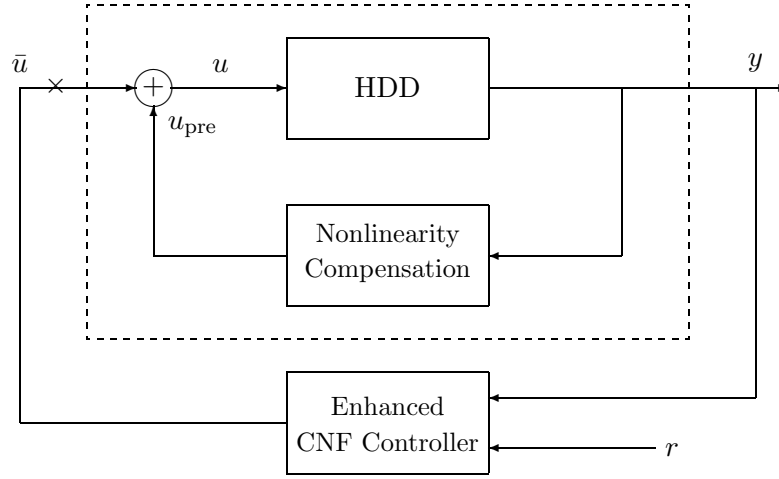 ū
u
HDD
y
+
u_pre
Nonlinearity
Compensation
Enhanced
CNF Controller
r